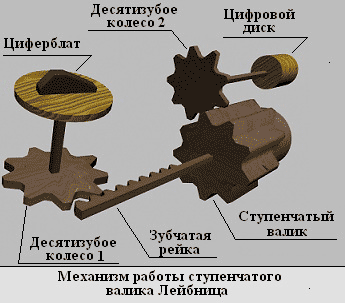 Десятизубое
колесо 2
Цифровой
диск
Циферблат
Десятизубое
колесо 1
Зубчатая
рейка
Ступенчатый
валик
Механизм работы ступенчатого
валика Лейбница